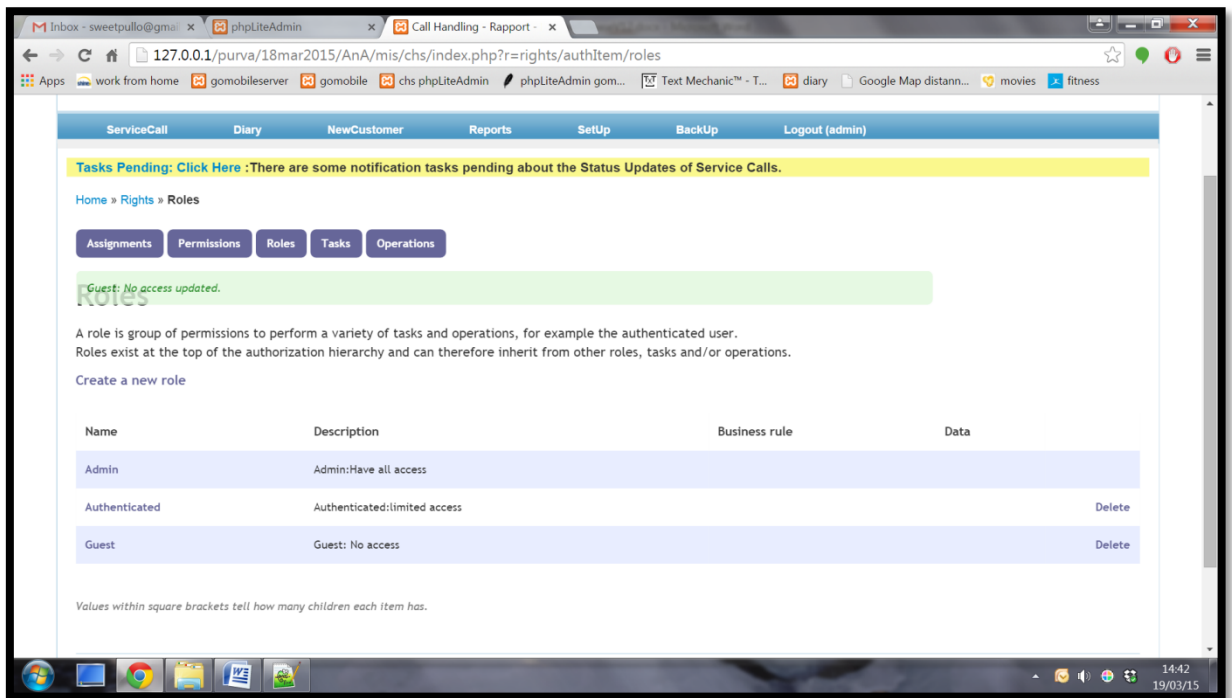 Inbox - sweetpullo@gmai
phpLiteAdmin
Call Handling - Rapport -
127.0.0.1/purva/18mar2015/AnA/mis/chs/index.php?r=rights/authItem/roles
Apps work from home gomobileserver gomobile chs phpLiteAdmin phpLiteAdmin gom... Text Mechanic™ - T... diary Google Map distann... movies fitness
ServiceCall Diary NewCustomer Reports SetUp BackUp Logout (admin)
Tasks Pending: Click Here :There are some notification tasks pending about the Status Updates of Service Calls.
Home » Rights » Roles
Assignments Permissions Roles Tasks Operations
Guest: No access updated.
Roles
A role is group of permissions to perform a variety of tasks and operations, for example the authenticated user.
Roles exist at the top of the authorization hierarchy and can therefore inherit from other roles, tasks and/or operations.
Create a new role
Name Description Business rule Data
Admin Admin:Have all access
Authenticated Authenticated:limited access Delete
Guest Guest: No access Delete
Values within square brackets tell how many children each item has.
14:42
19/03/15